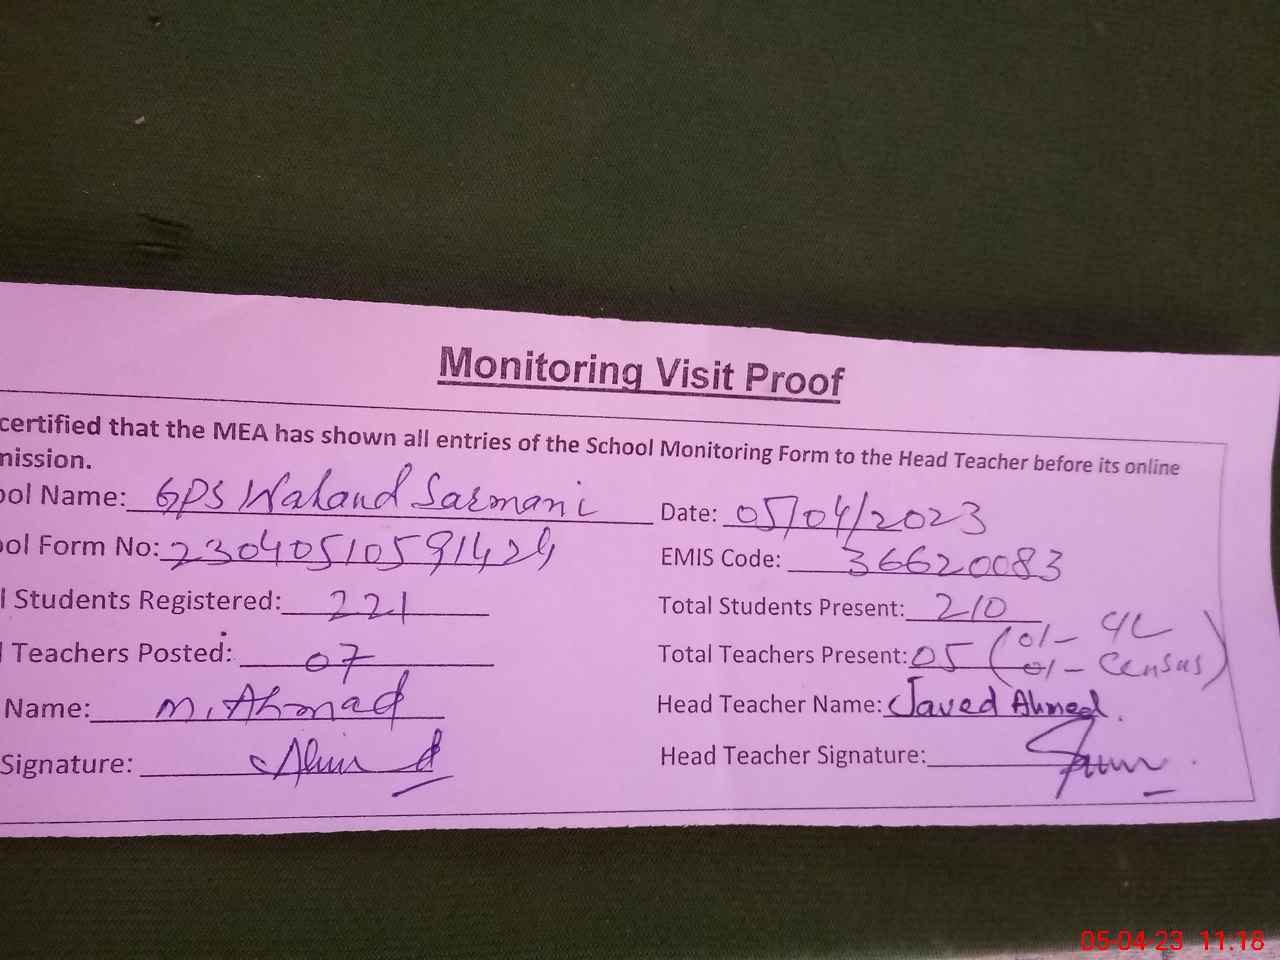 Monitoring Visit Proof
certified that the MEA has shown all entries of the School Monitoring Form to the Head Teacher before its online
mission.
ool Name: GPS Waland Sarmani Date: 05/04/2023
ool Form No: 23040510591424 EMIS Code: 36620083
l Students Registered: 221 Total Students Present: 210
l Teachers Posted: 07 Total Teachers Present: 05 (01- CL
01- Census)
Name: M. Ahmad Head Teacher Name: Javed Ahmed.
Signature: Head Teacher Signature:
05-04-23 11:18